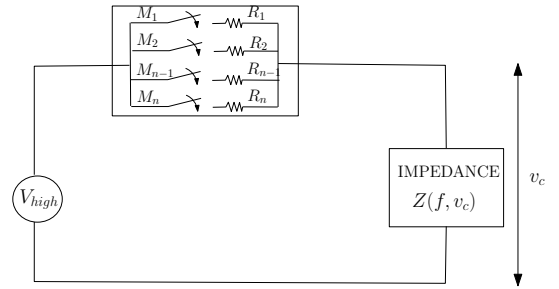 M_1 R_1
M_2 R_2
M_{n-1} R_{n-1}
M_n R_n
V_{high}
IMPEDANCE
Z(f, v_c)
v_c